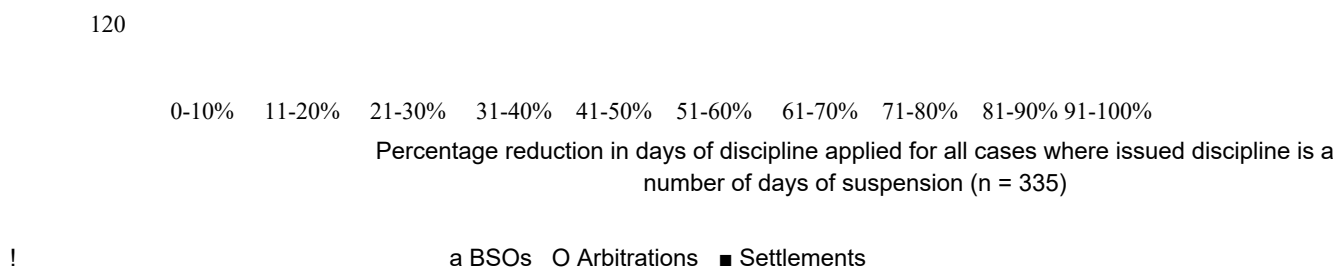 120
0-10% 11-20% 21-30% 31-40% 41-50% 51-60% 61-70% 71-80% 81-90% 91-100%
Percentage reduction in days of discipline applied for all cases where issued discipline is a
number of days of suspension (n = 335)
! a BSOs O Arbitrations ■ Settlements